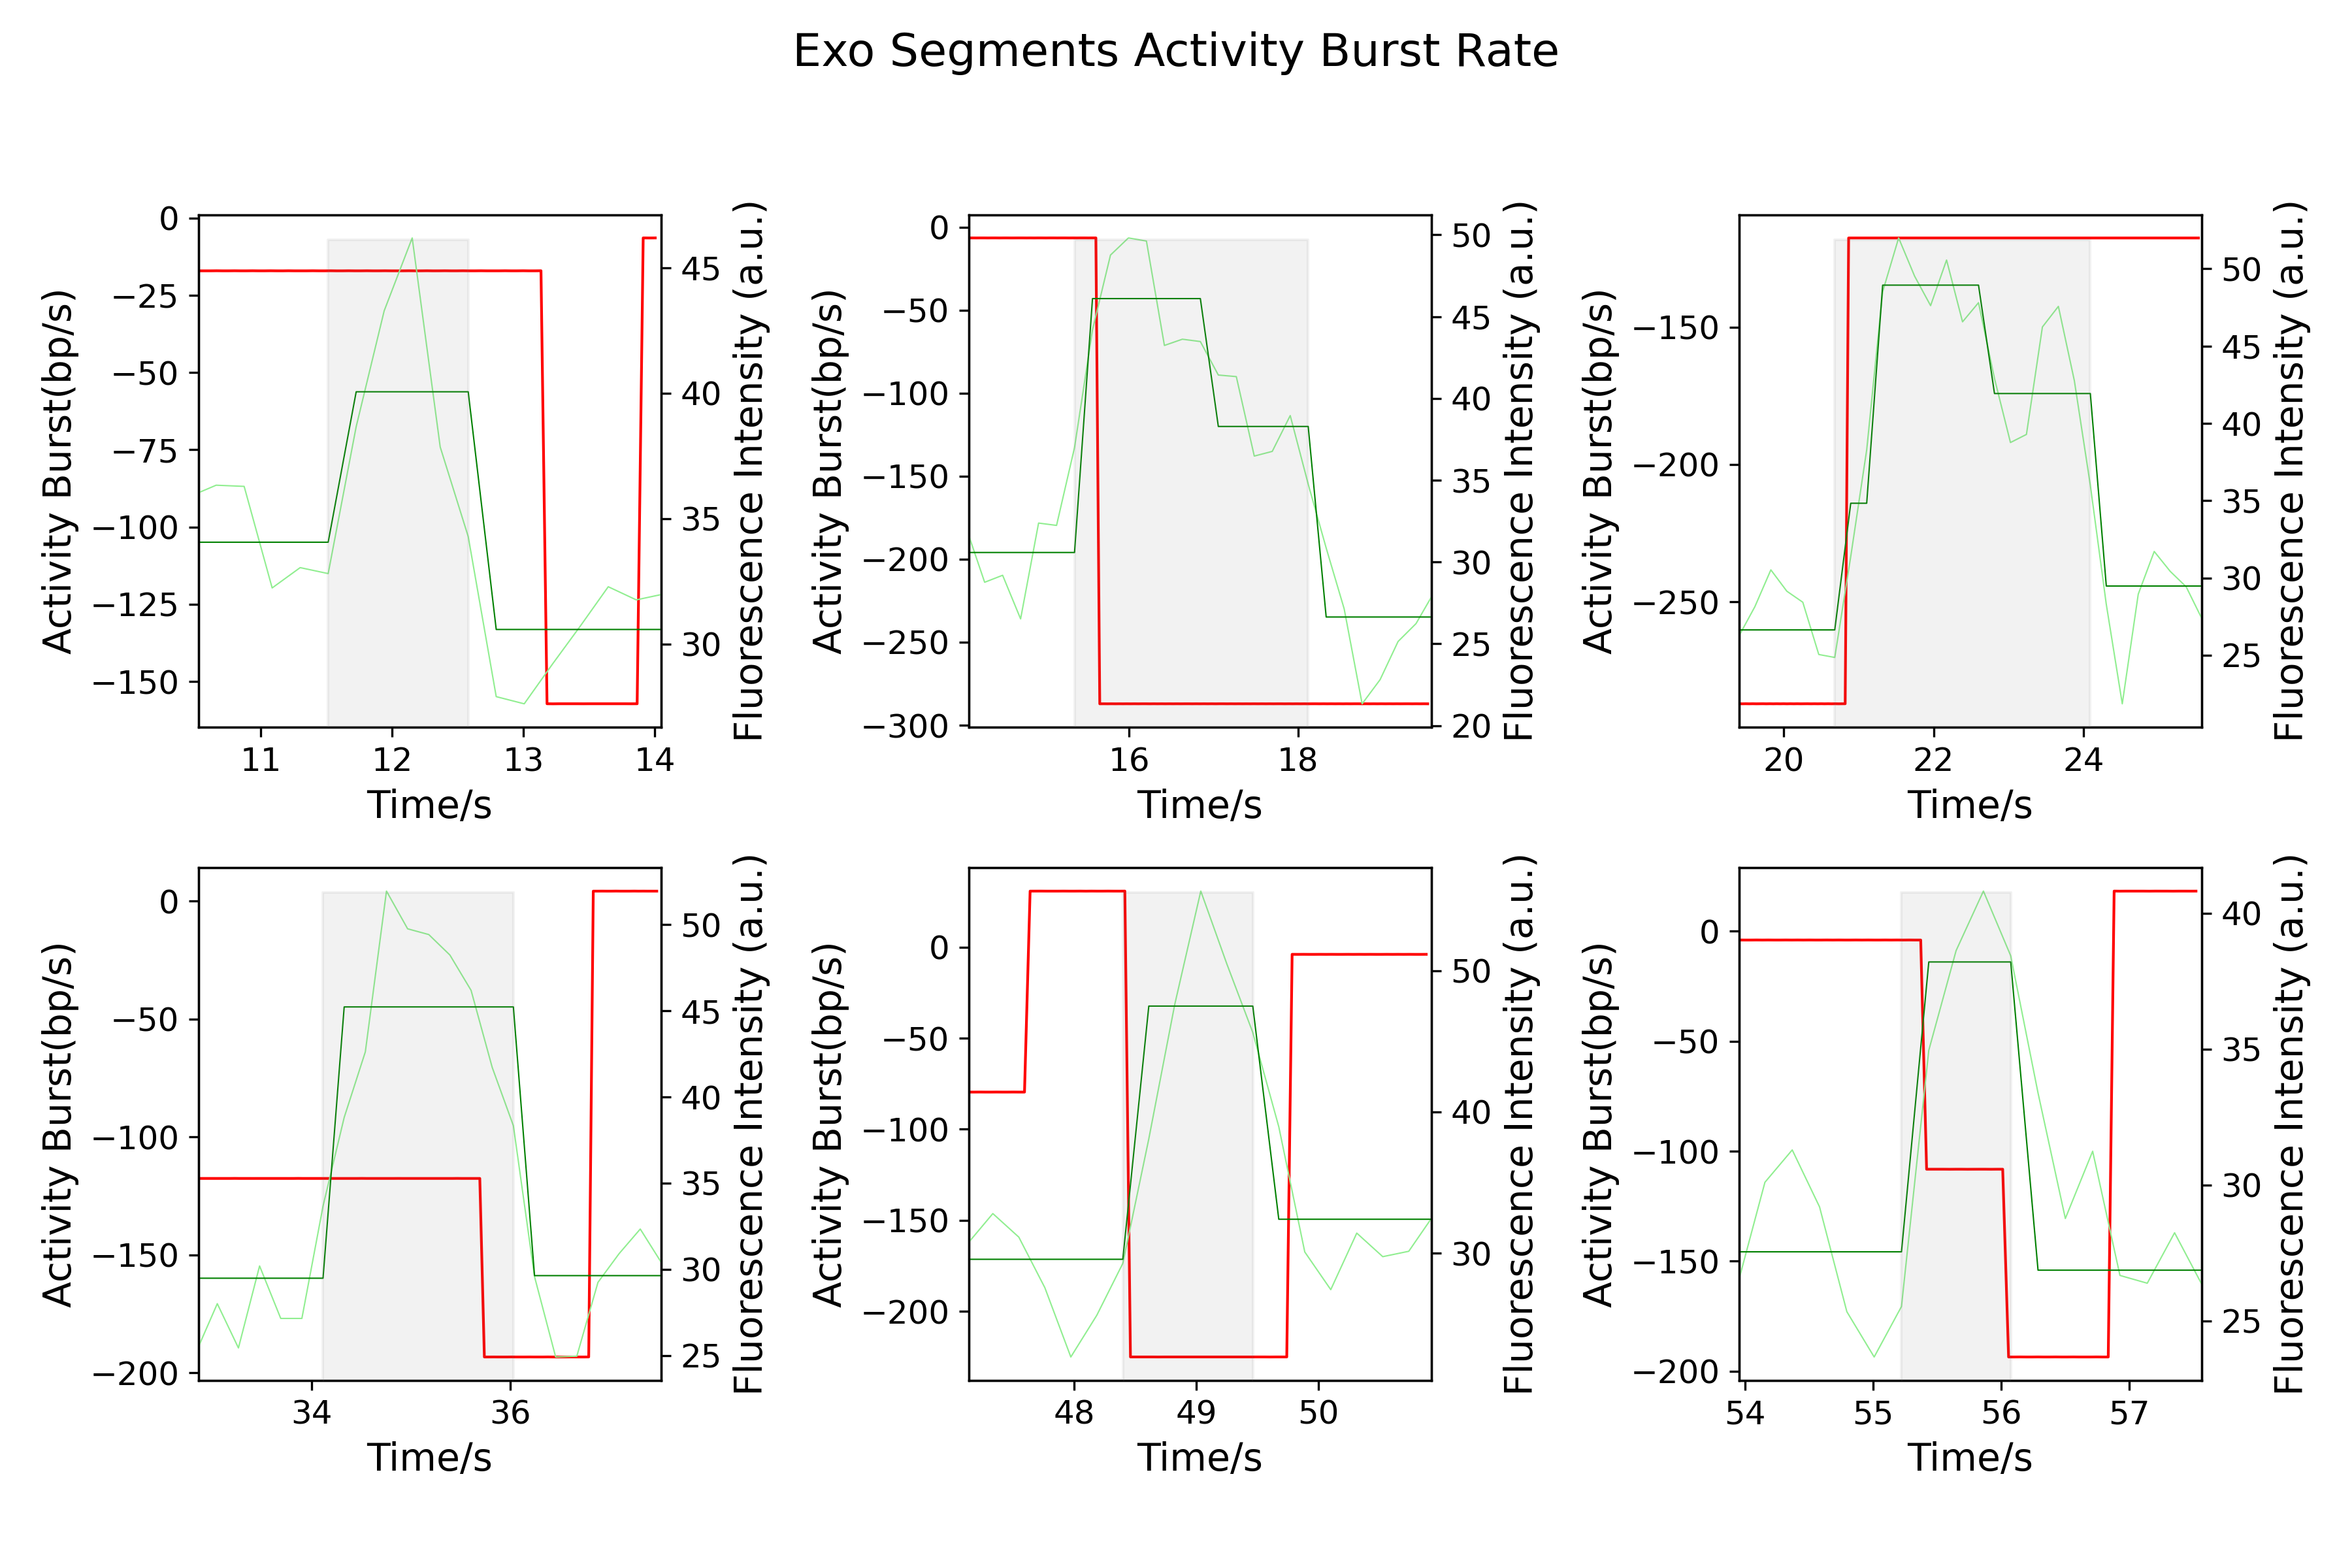 Exo Segments Activity Burst Rate
Activity Burst(bp/s)
0
−25
−50
−75
−100
−125
−150
11 12 13 14
Time/s
45
40
35
30
Fluorescence Intensity (a.u.)
Activity Burst(bp/s)
0
−50
−100
−150
−200
−250
−300
16 18
Time/s
50
45
40
35
30
25
20
Fluorescence Intensity (a.u.)
Activity Burst(bp/s)
−150
−200
−250
20 22 24
Time/s
50
45
40
35
30
25
Fluorescence Intensity (a.u.)
Activity Burst(bp/s)
0
−50
−100
−150
−200
34 36
Time/s
50
45
40
35
30
25
Fluorescence Intensity (a.u.)
Activity Burst(bp/s)
0
−50
−100
−150
−200
48 49 50
Time/s
50
40
30
Fluorescence Intensity (a.u.)
Activity Burst(bp/s)
0
−50
−100
−150
−200
54 55 56 57
Time/s
40
35
30
25
Fluorescence Intensity (a.u.)